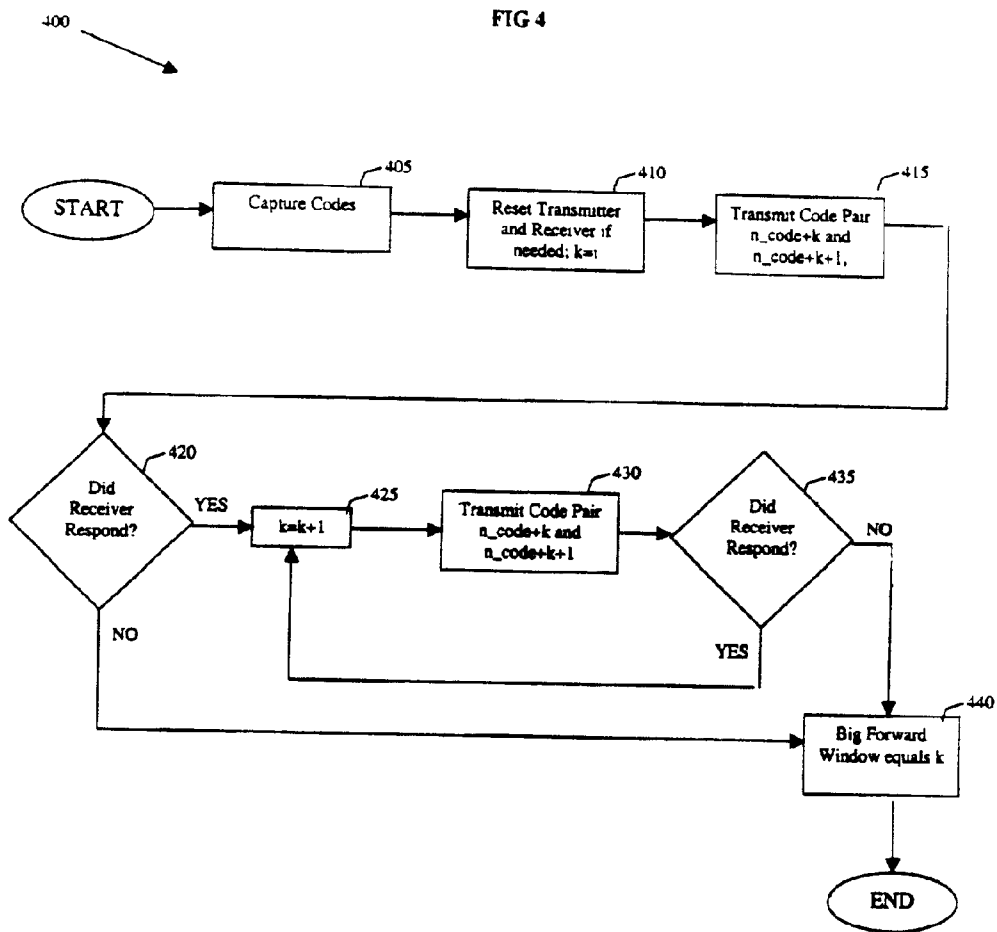 FIG 4
400
405
410
415
START
Capture Codes
Reset Transmitter
and Receiver if
needed; k=1
Transmit Code Pair
n_code+k and
n_code+k+1,
420
Did
Receiver
Respond?
YES
NO
425
k=k+1
430
Transmit Code Pair
n_code+k and
n_code+k+1
435
Did
Receiver
Respond?
NO
YES
440
Big Forward
Window equals k
END